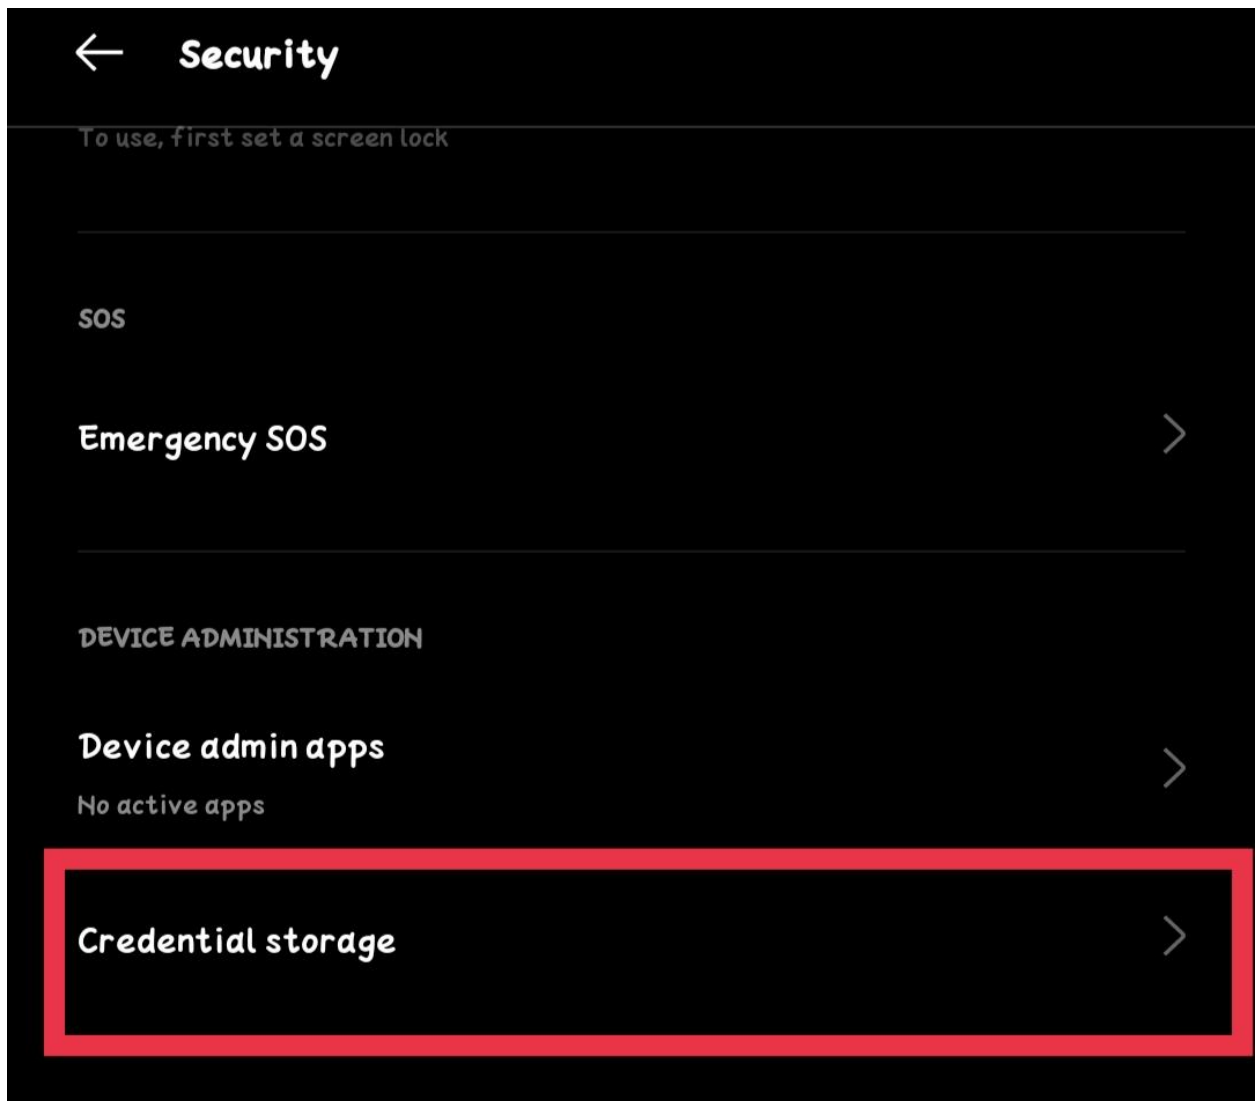 Security
To use, first set a screen lock
SOS
Emergency SOS
DEVICE ADMINISTRATION
Device admin apps
No active apps
Credential storage